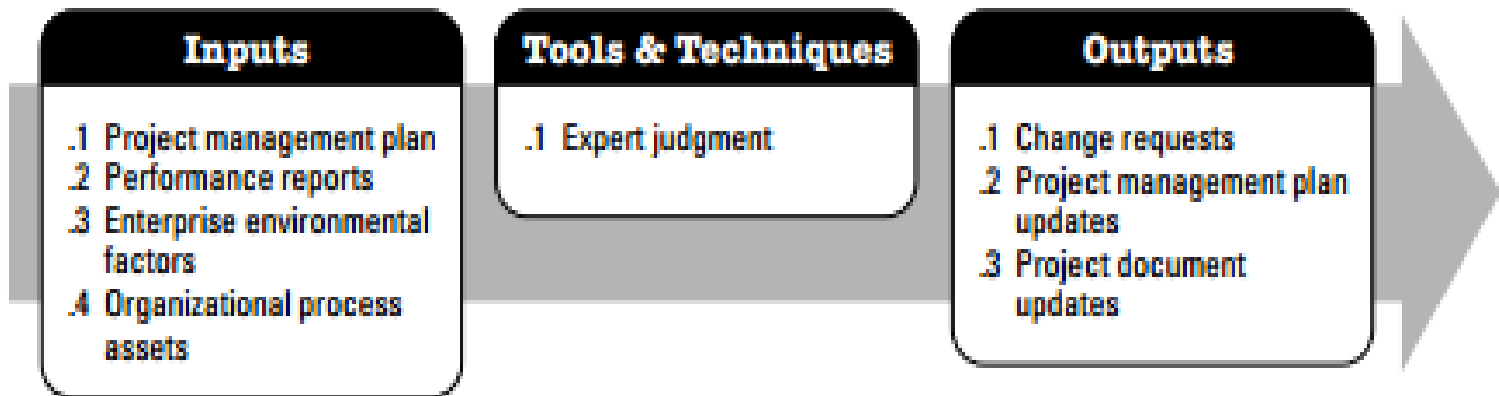 Inputs
.1 Project management plan
.2 Performance reports
.3 Enterprise environmental
factors
.4 Organizational process
assets
Tools & Techniques
.1 Expert judgment
Outputs
.1 Change requests
.2 Project management plan
updates
.3 Project document
updates